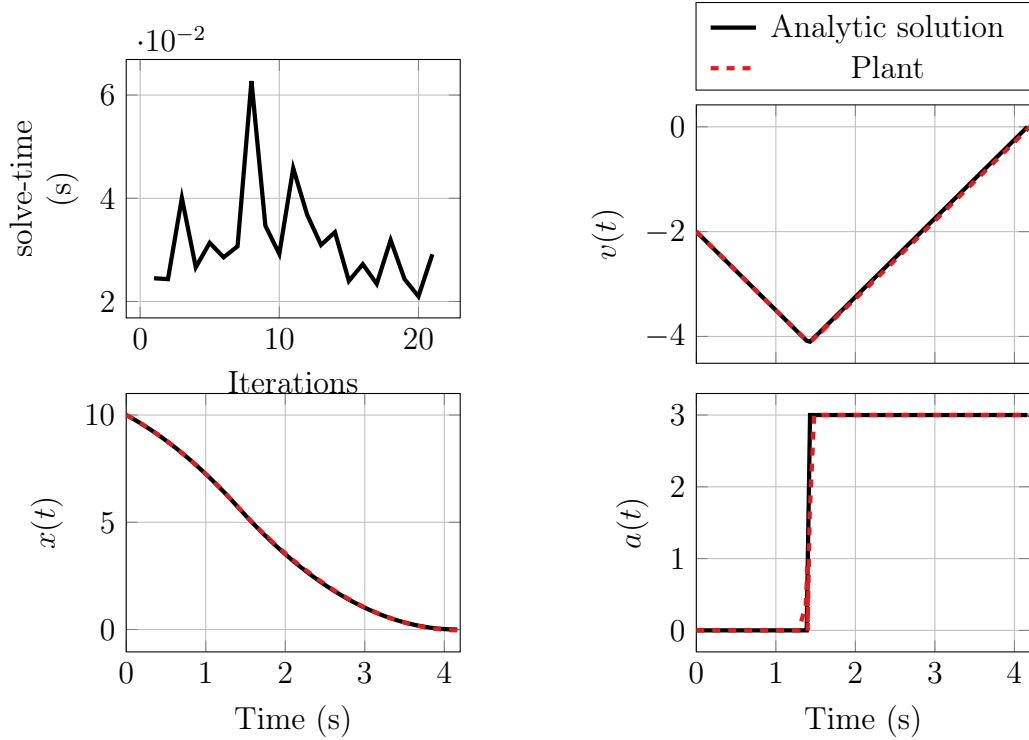 ·10⁻²
6
4
2
0
10
20
solve-time
(s)
Iterations
Analytic solution
Plant
0
−2
−4
v(t)
10
5
0
x(t)
0
1
2
3
4
Time (s)
3
2
1
0
a(t)
0
1
2
3
4
Time (s)